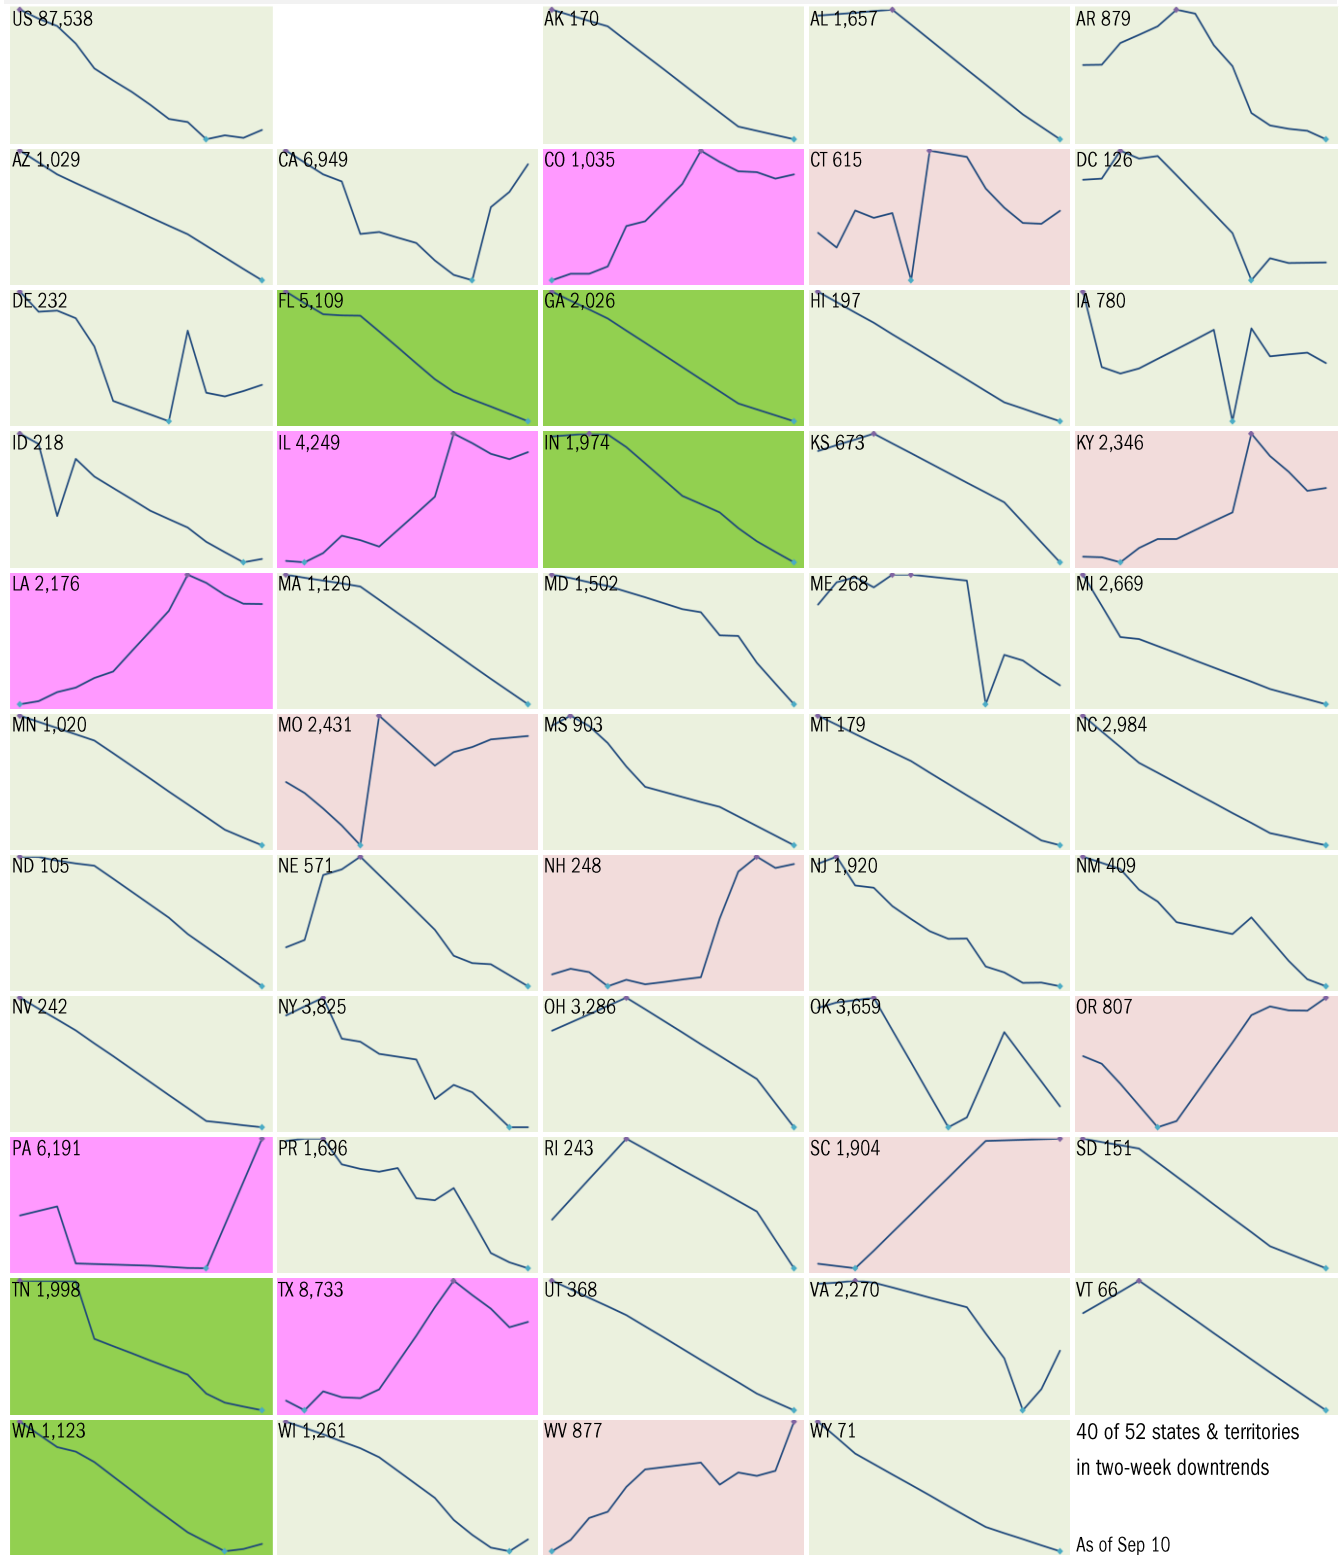 US 87,538
AK 170
AL 1,657
AR 879
AZ 1,029
CA 6,949
CO 1,035
CT 615
DC 126
DE 232
FL 5,109
GA 2,026
HI 197
IA 780
ID 218
IL 4,249
IN 1,974
KS 673
KY 2,346
LA 2,176
MA 1,120
MD 1,502
ME 268
MI 2,669
MN 1,020
MO 2,431
MS 903
MT 179
NC 2,984
ND 105
NE 571
NH 248
NJ 1,920
NM 409
NV 242
NY 3,825
OH 3,286
OK 3,659
OR 807
PA 6,191
PR 1,696
RI 243
SC 1,904
SD 151
TN 1,998
TX 8,733
UT 368
VA 2,270
VT 66
WA 1,123
WI 1,261
WV 877
WY 71
40 of 52 states & territories
in two-week downtrends
As of Sep 10